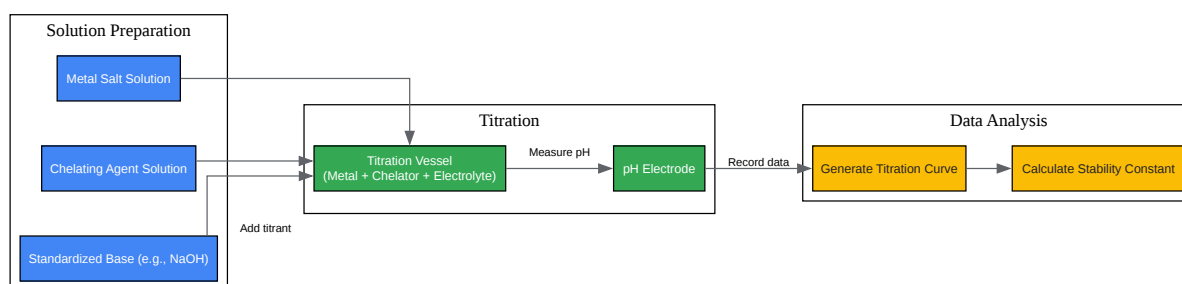 Solution Preparation
Metal Salt Solution
Chelating Agent Solution
Standardized Base (e.g., NaOH)
Add titrant
Titration
Titration Vessel
(Metal + Chelator + Electrolyte)
Measure pH
pH Electrode
Record data
Data Analysis
Generate Titration Curve
Calculate Stability Constant